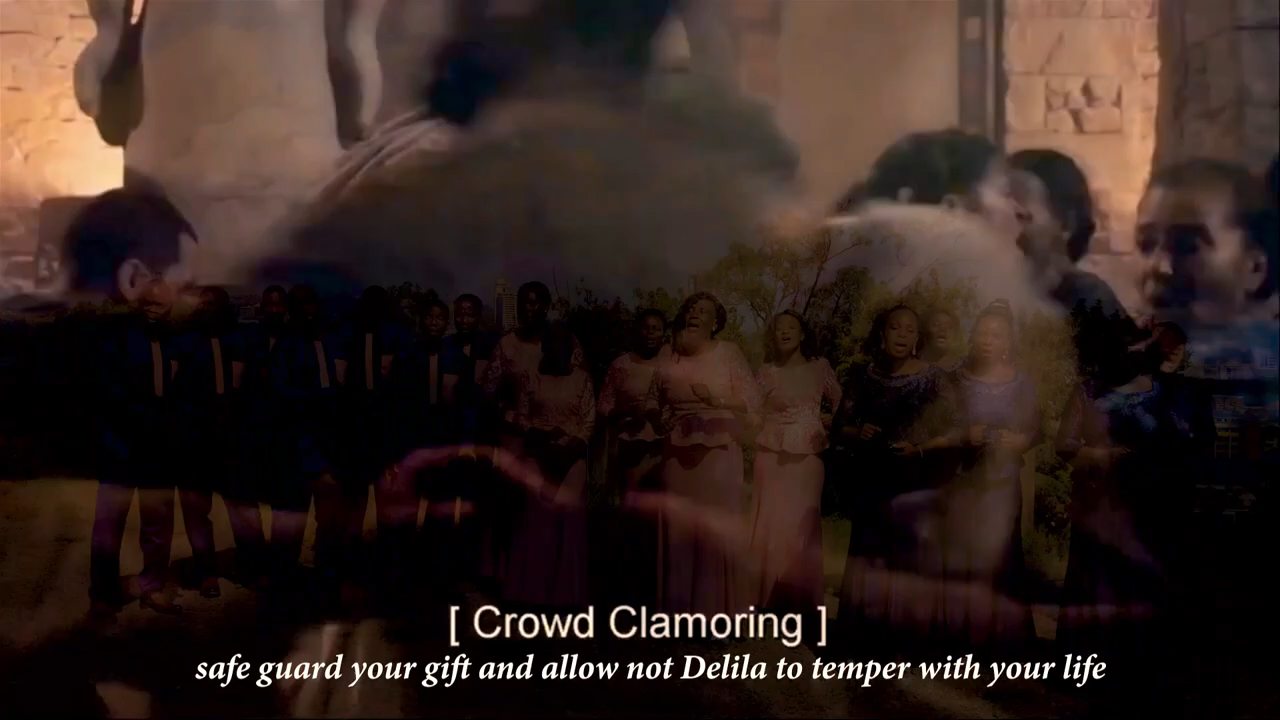 [ Crowd Clamoring ]
safe guard your gift and allow not Delila to temper with your life